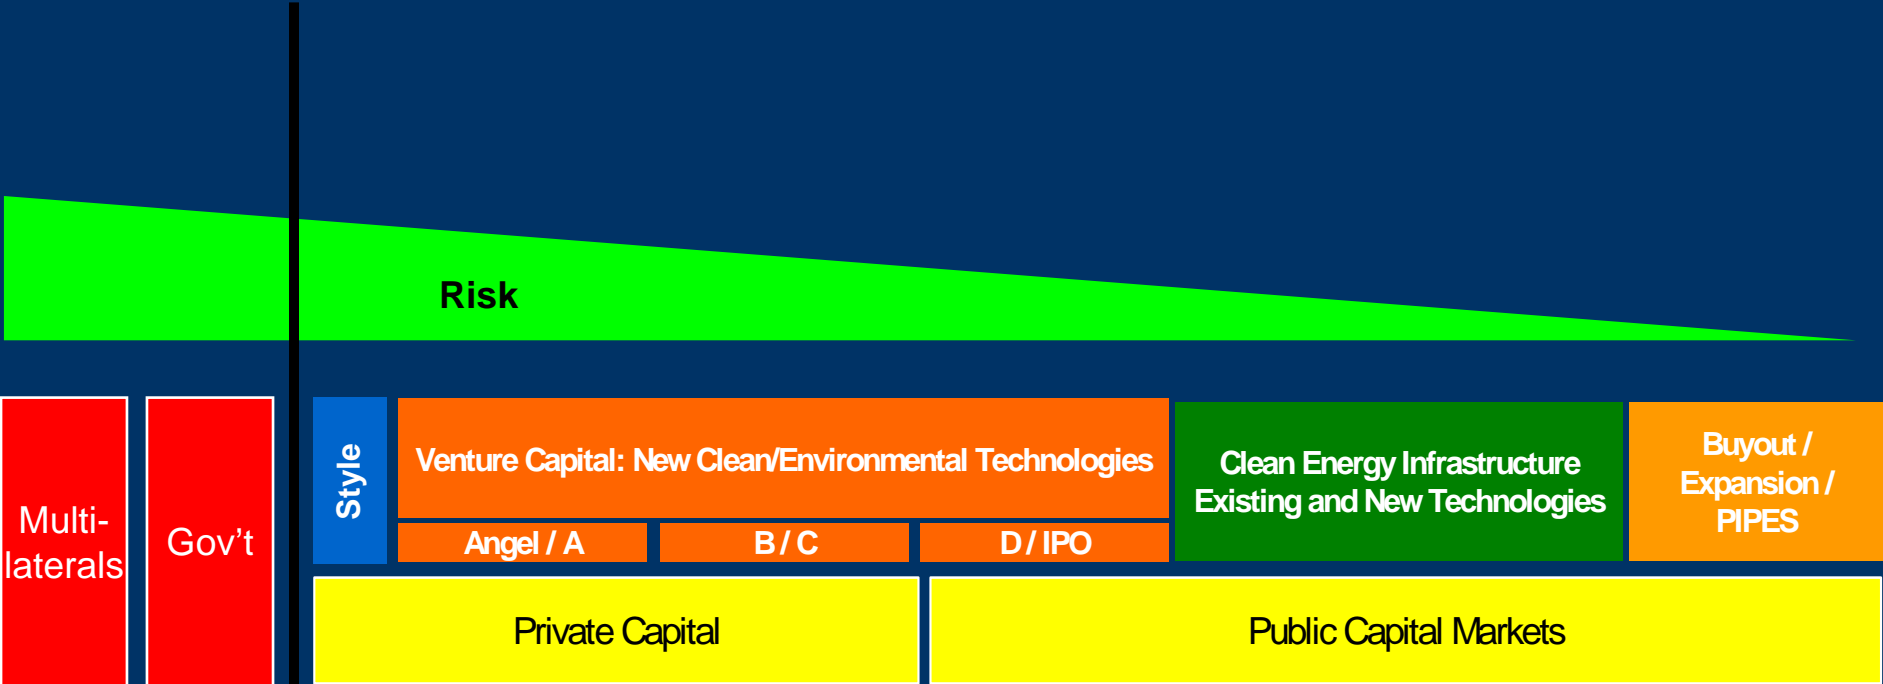 Risk
Multi-
laterals
Gov’t
Style
Venture Capital: New Clean/Environmental Technologies
Angel / A
B / C
D / IPO
Clean Energy Infrastructure
Existing and New Technologies
Buyout /
Expansion /
PIPES
Private Capital
Public Capital Markets